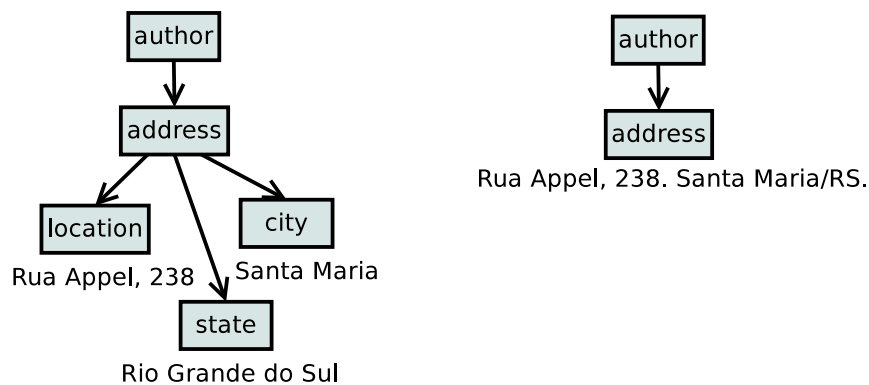 author
address
location
Rua Appel, 238
city
Santa Maria
state
Rio Grande do Sul
author
address
Rua Appel, 238. Santa Maria/RS.